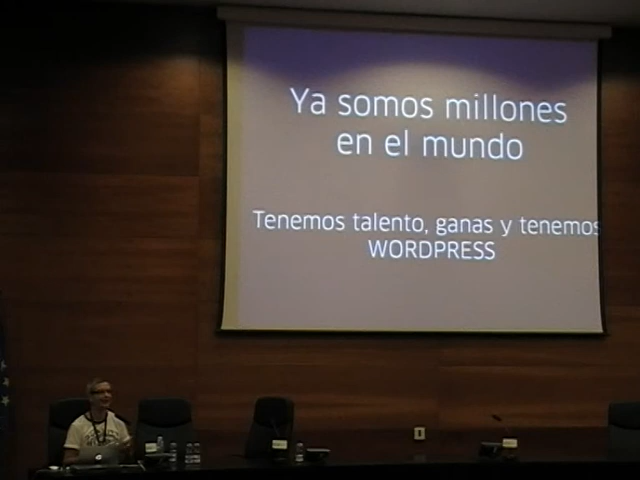 Ya somos millones
en el mundo
Tenemos talento, ganas y tenemos
WORDPRESS